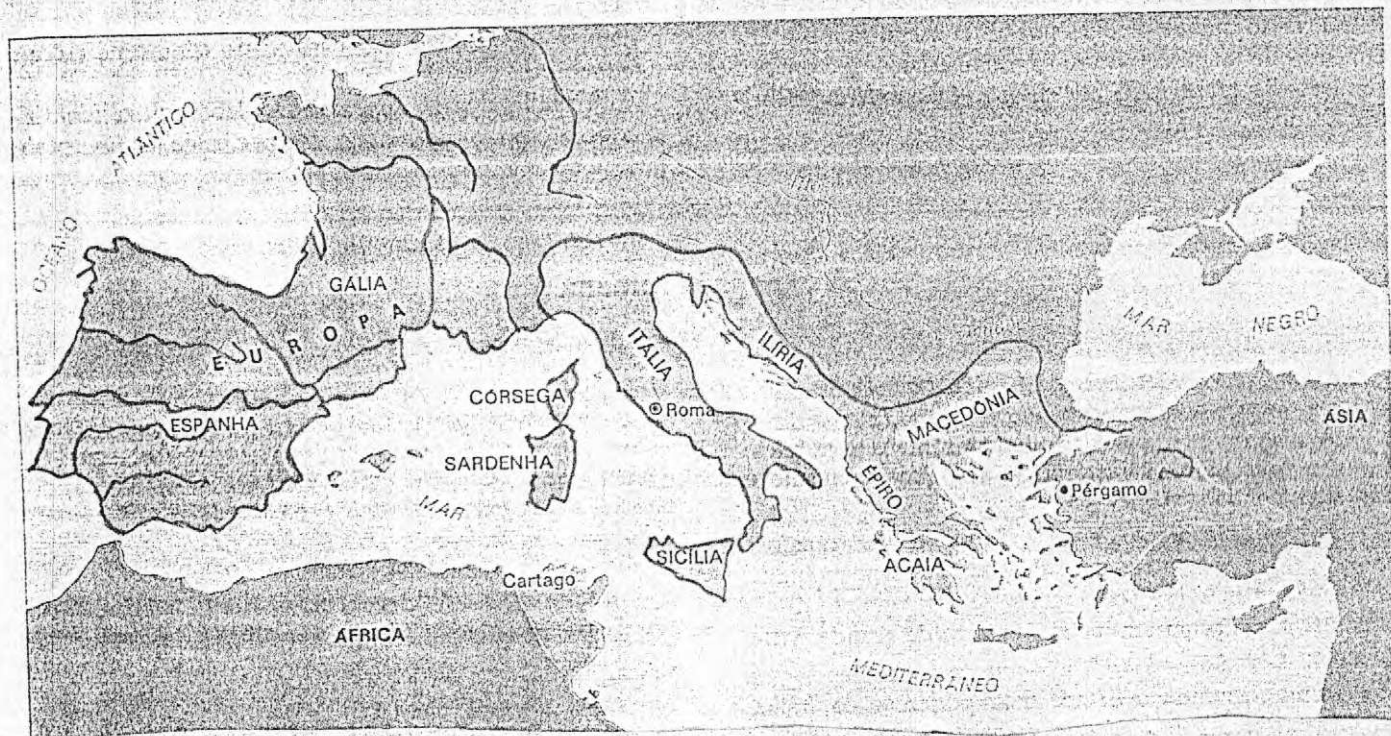 OCEANO
ATLÂNTICO
GÁLIA
EUROPA
ESPANHA
CÓRSEGA
SARDENHA
MAR
ITÁLIA
Roma
ILÍRIA
MACEDÔNIA
ÉPIRO
ACAIA
SICÍLIA
Cartago
ÁFRICA
MEDITERRÂNEO
Pérgamo
MAR NEGRO
ÁSIA